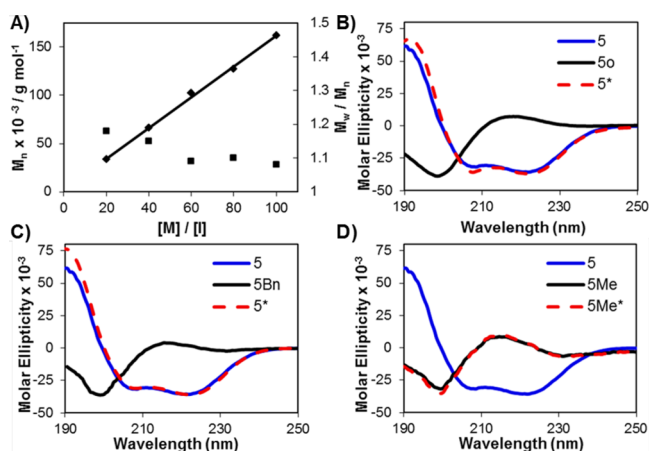 A)
M_n x 10^-3 / g mol^-1
150
100
50
0
1.5
1.4
1.3
1.2
1.1
1
M_w / M_n
0 20 40 60 80 100
[M] / [I]
B)
Molar Ellipticity x 10^-3
75
50
25
0
-25
-50
5
5o
5*
190 210 230 250
Wavelength (nm)
C)
Molar Ellipticity x 10^-3
75
50
25
0
-25
-50
5
5Bn
5*
190 210 230 250
Wavelength (nm)
D)
Molar Ellipticity x 10^-3
75
50
25
0
-25
-50
5
5Me
5Me*
190 210 230 250
Wavelength (nm)